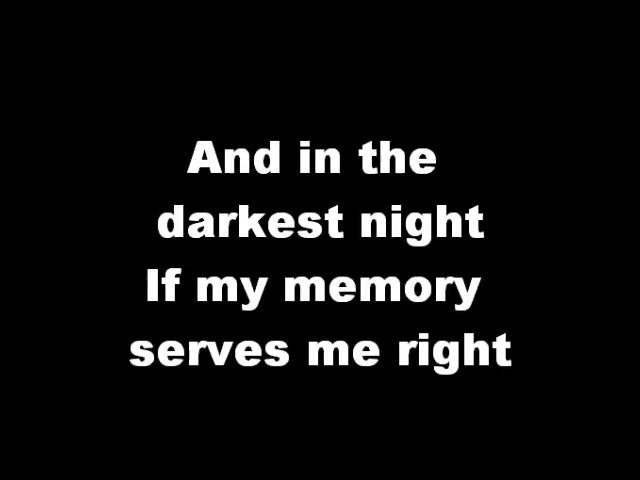 And in the
darkest night
If my memory
serves me right